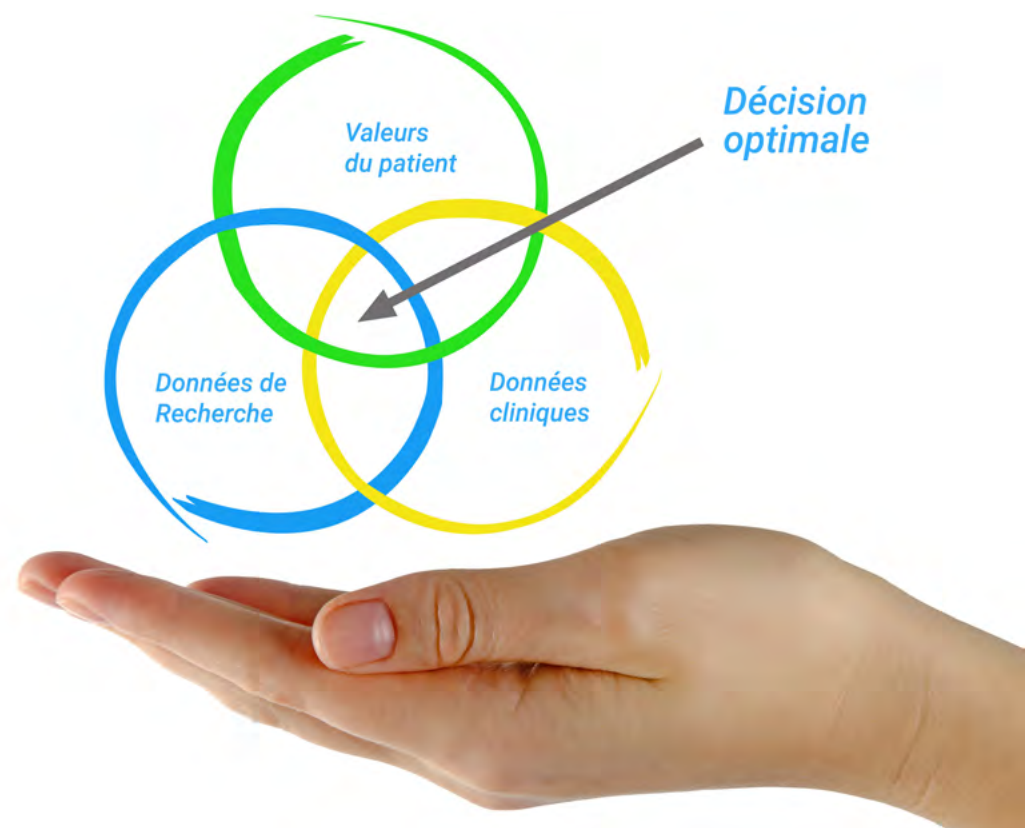 Valeurs
du patient
Décision
optimale
Données de
Recherche
Données
cliniques